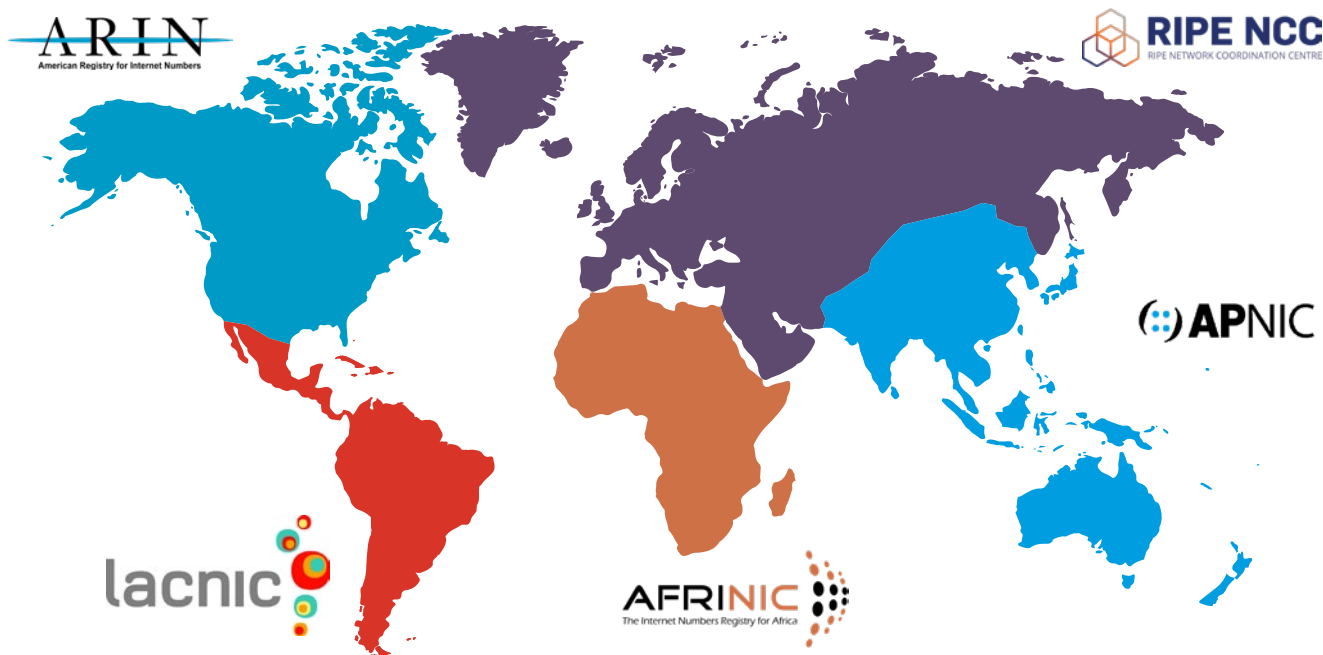 ARIN
American Registry for Internet Numbers
RIPE NCC
RIPE NETWORK COORDINATION CENTRE
APNIC
lacnic
AFRINIC
The Internet Numbers Registry for Africa